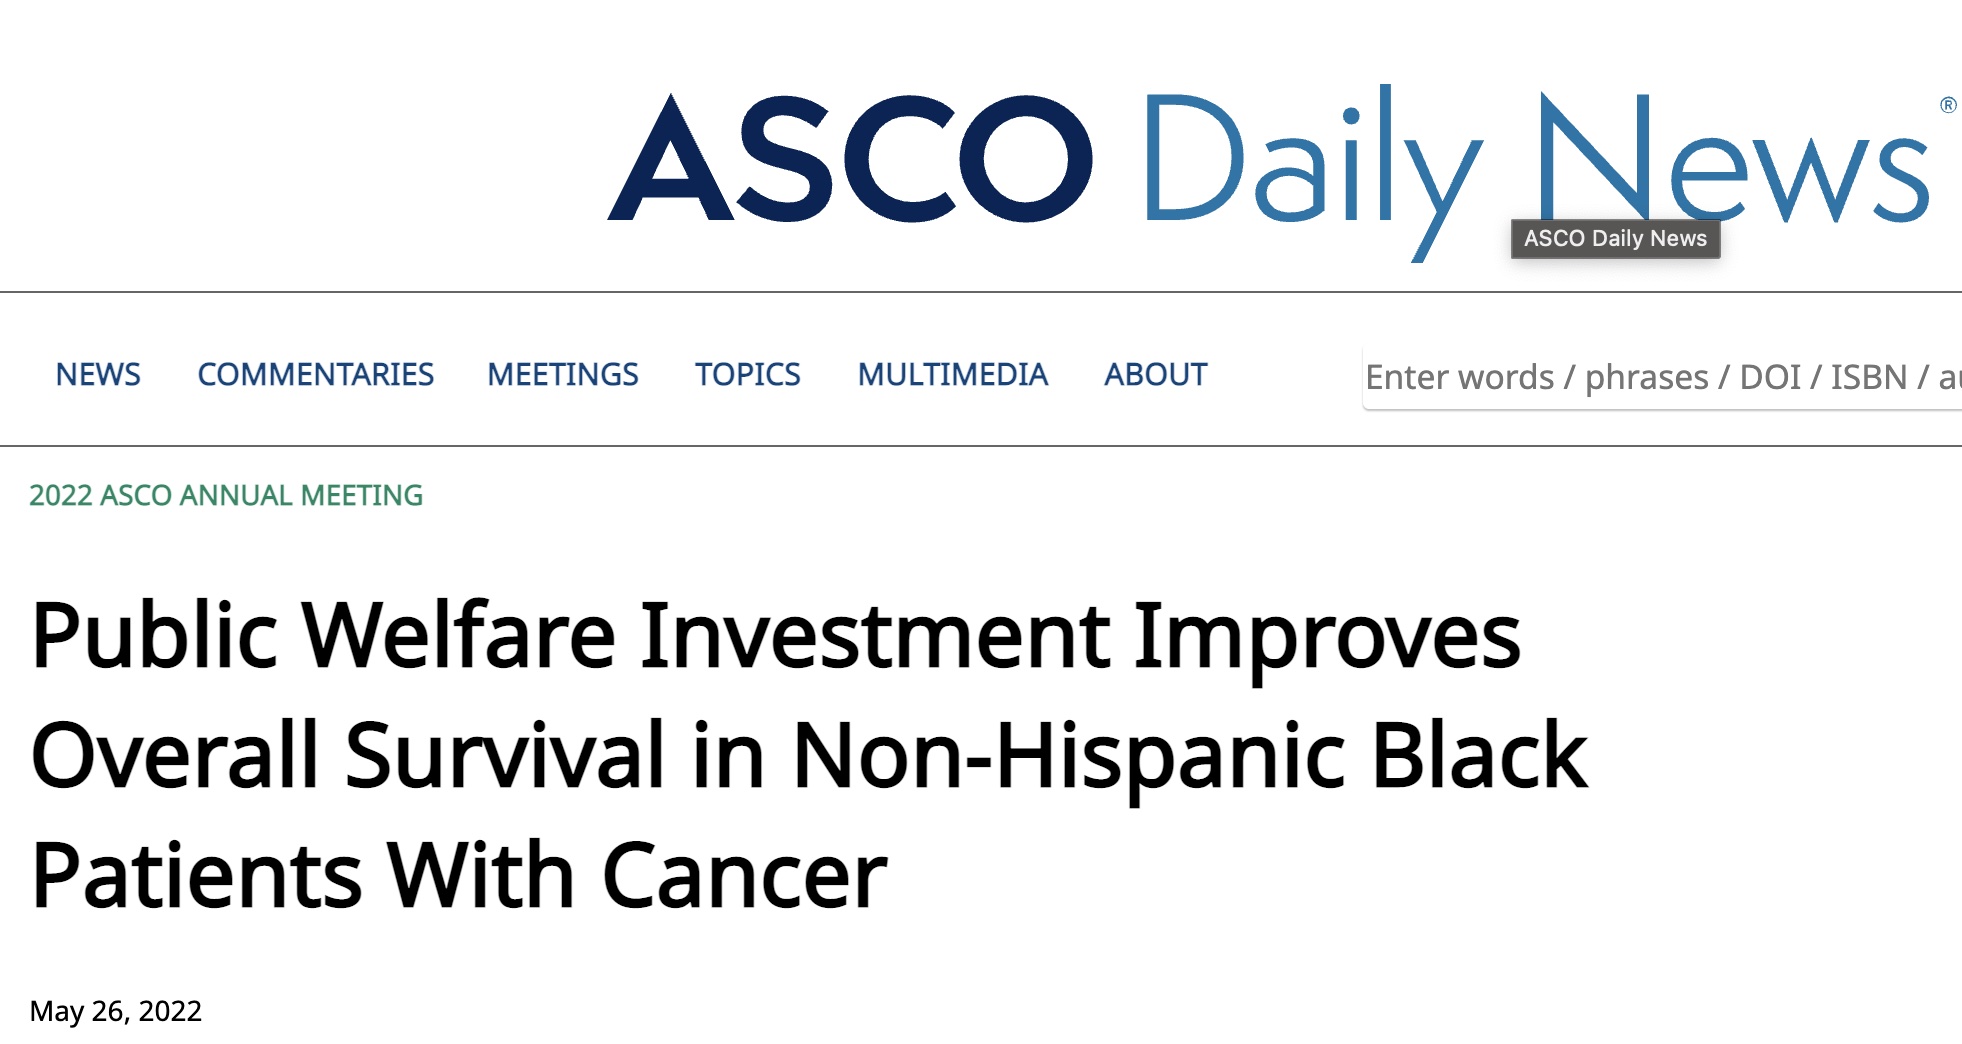 ASCO Daily News®
ASCO Daily News
NEWS COMMENTARIES MEETINGS TOPICS MULTIMEDIA ABOUT Enter words / phrases / DOI / ISBN / au
2022 ASCO ANNUAL MEETING
Public Welfare Investment Improves
Overall Survival in Non-Hispanic Black
Patients With Cancer
May 26, 2022